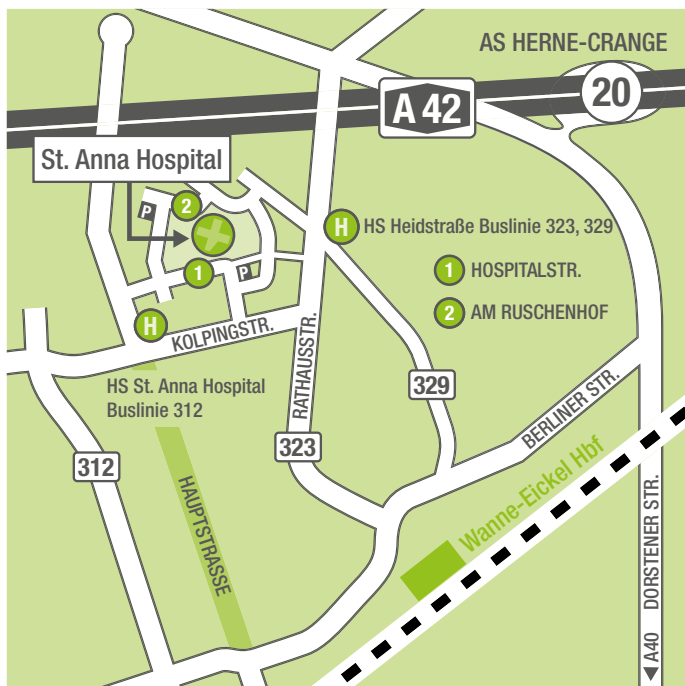 AS HERNE-CRANGE
20
A 42
St. Anna Hospital
P
2
H
HS Heidstraße Buslinie 323, 329
1
P
1 HOSPITALSTR.
2 AM RUSCHENHOF
H
KOLPINGSTR.
RATHAUSSTR.
HS St. Anna Hospital
Buslinie 312
329
BERLINER STR.
323
312
HAUPTSTRASSE
Wanne-Eickel Hbf
A40 DORSTENER STR.